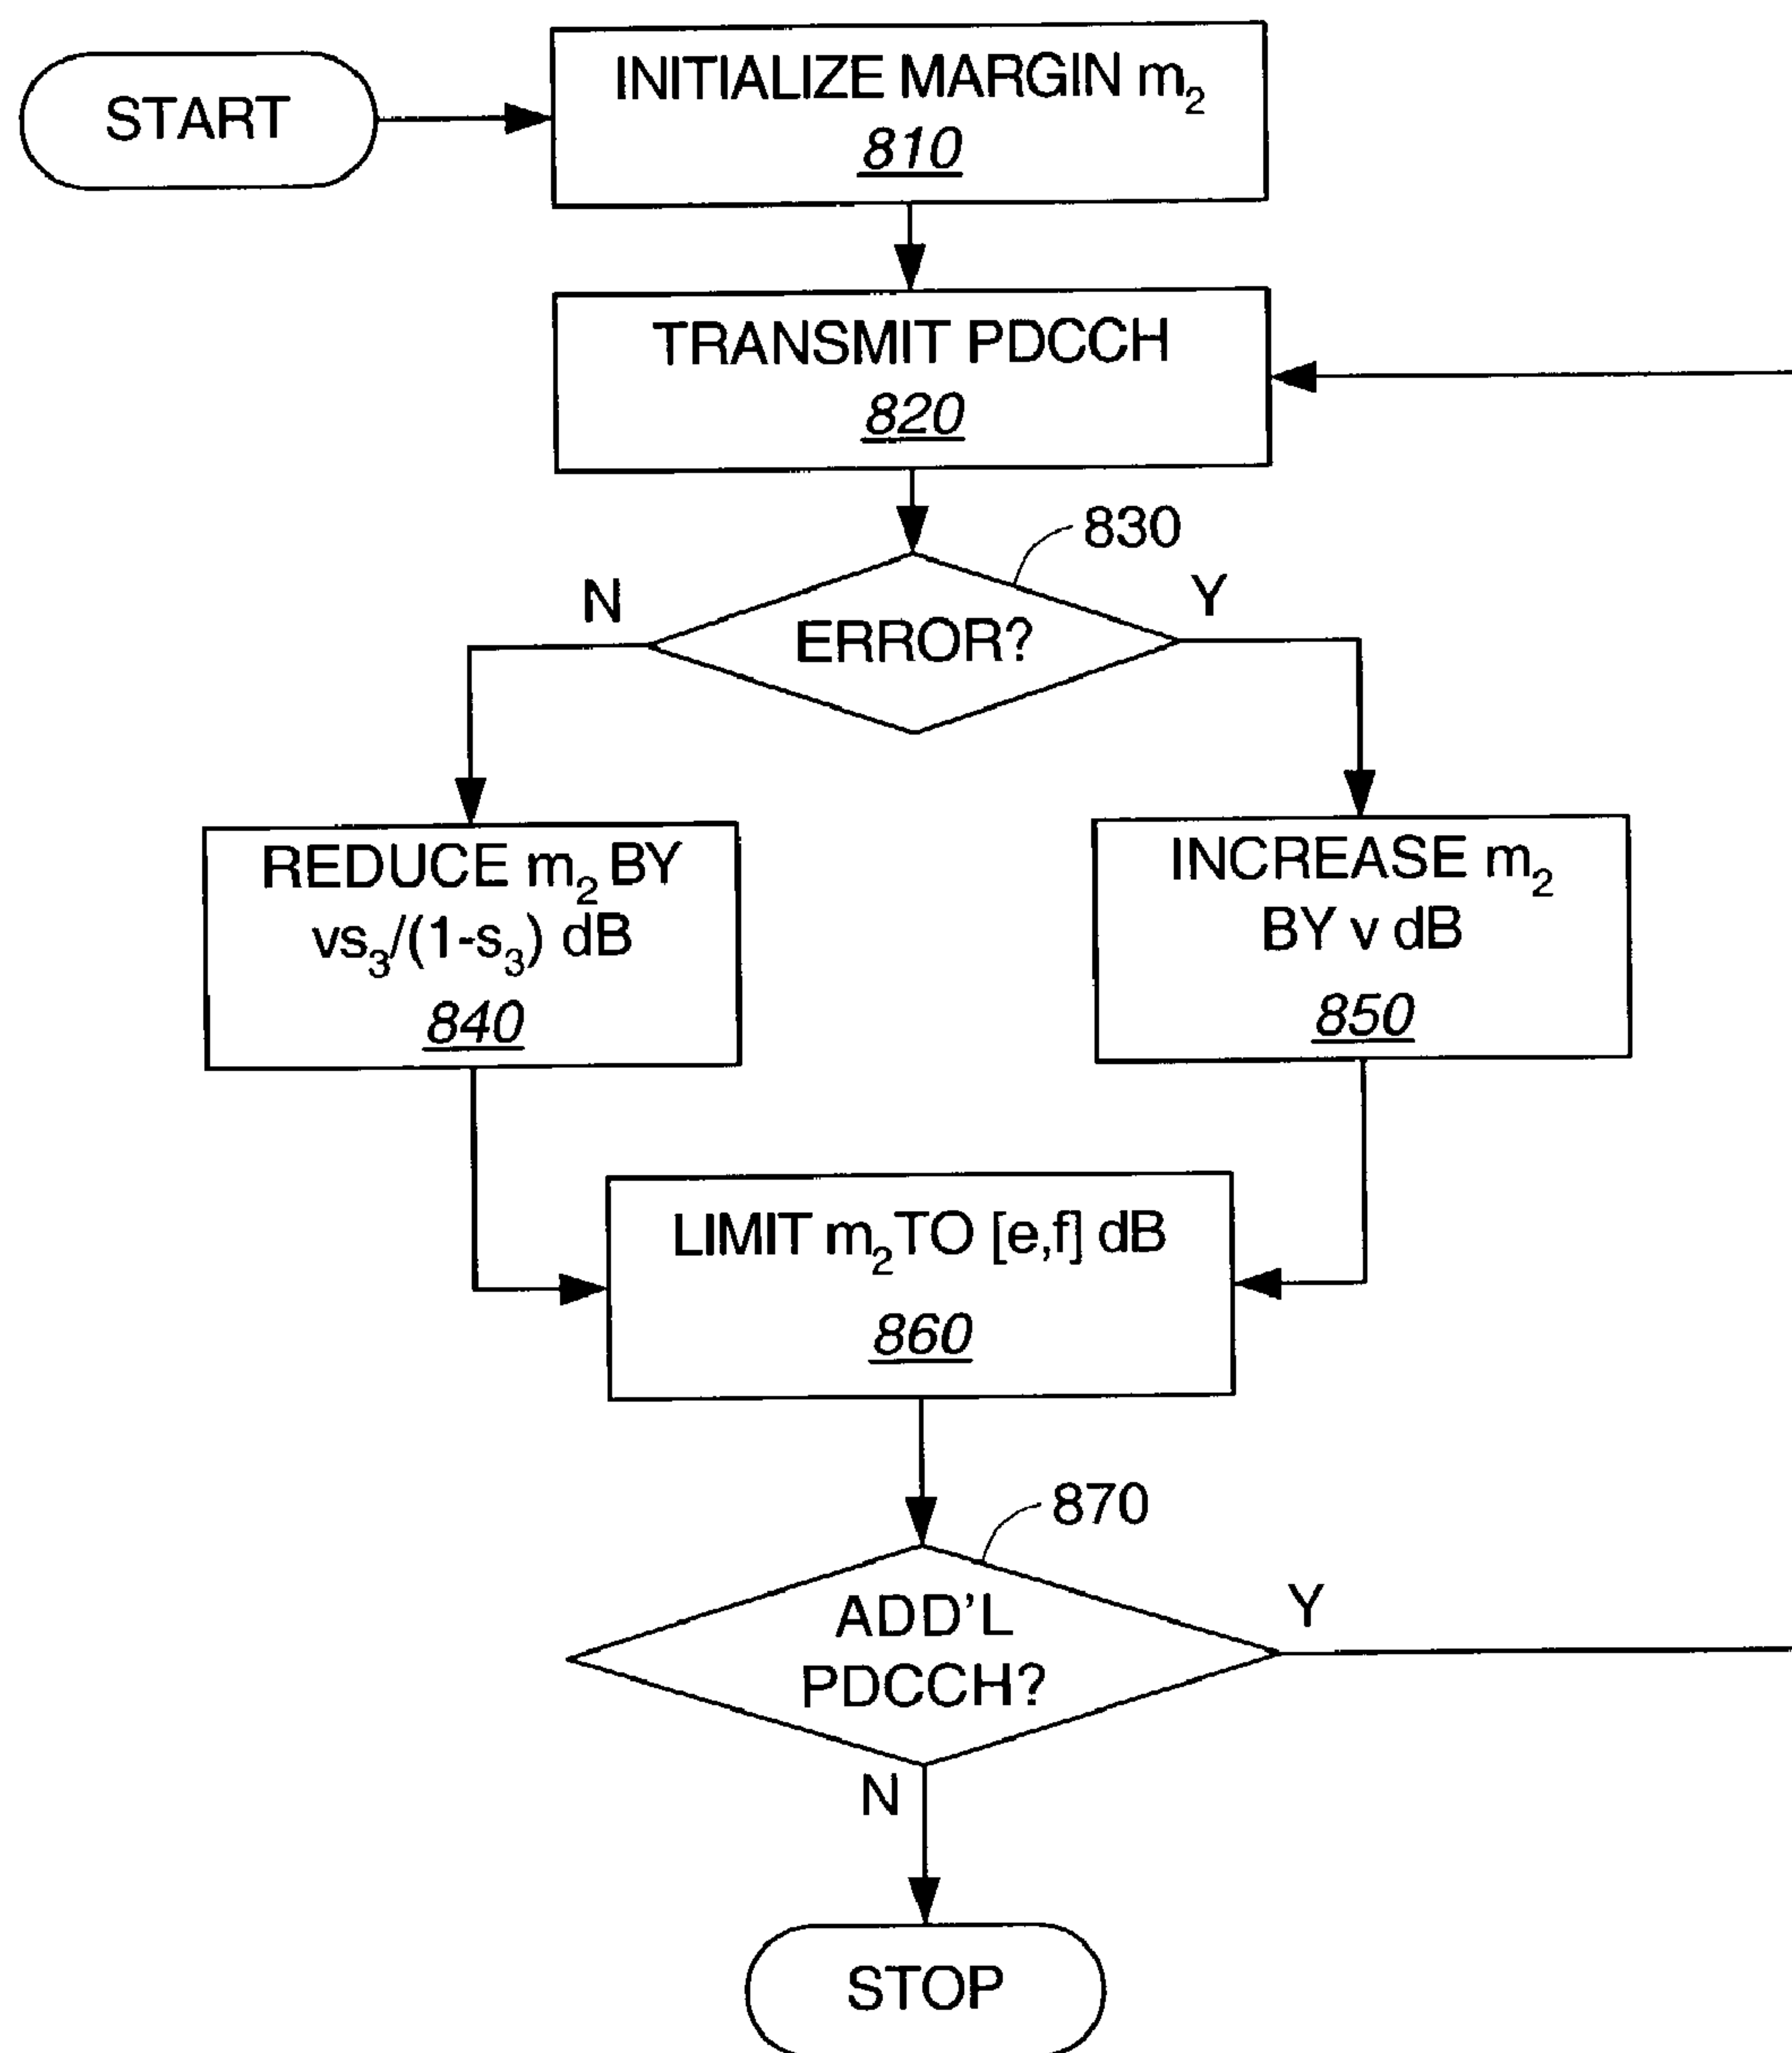 START
INITIALIZE MARGIN m₂
810
TRANSMIT PDCCH
820
830
N
Y
ERROR?
REDUCE m₂ BY
vs₃/(1-s₃) dB
840
INCREASE m₂
BY v dB
850
LIMIT m₂ TO [e,f] dB
860
870
ADD'L
PDCCH?
Y
N
STOP